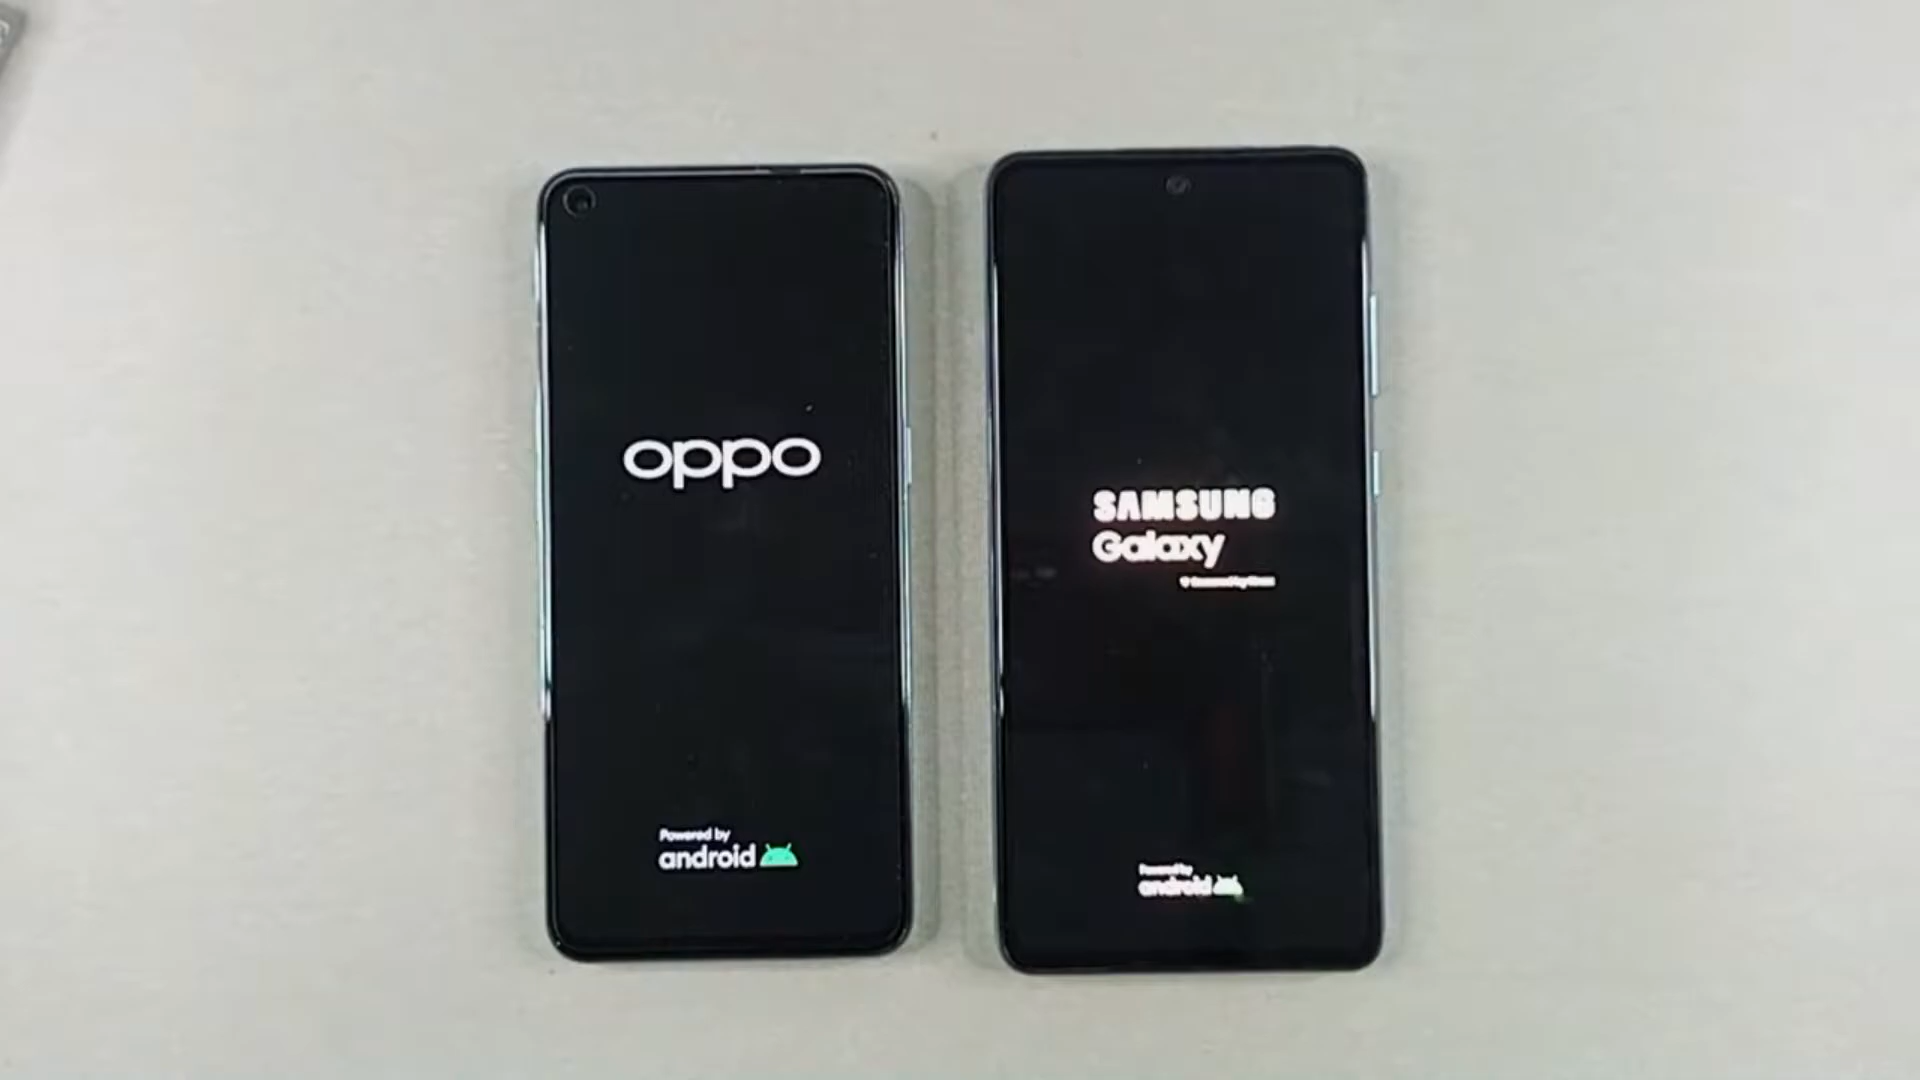 oppo
Powered by
android
SAMSUNG
Galaxy
Powered by
android